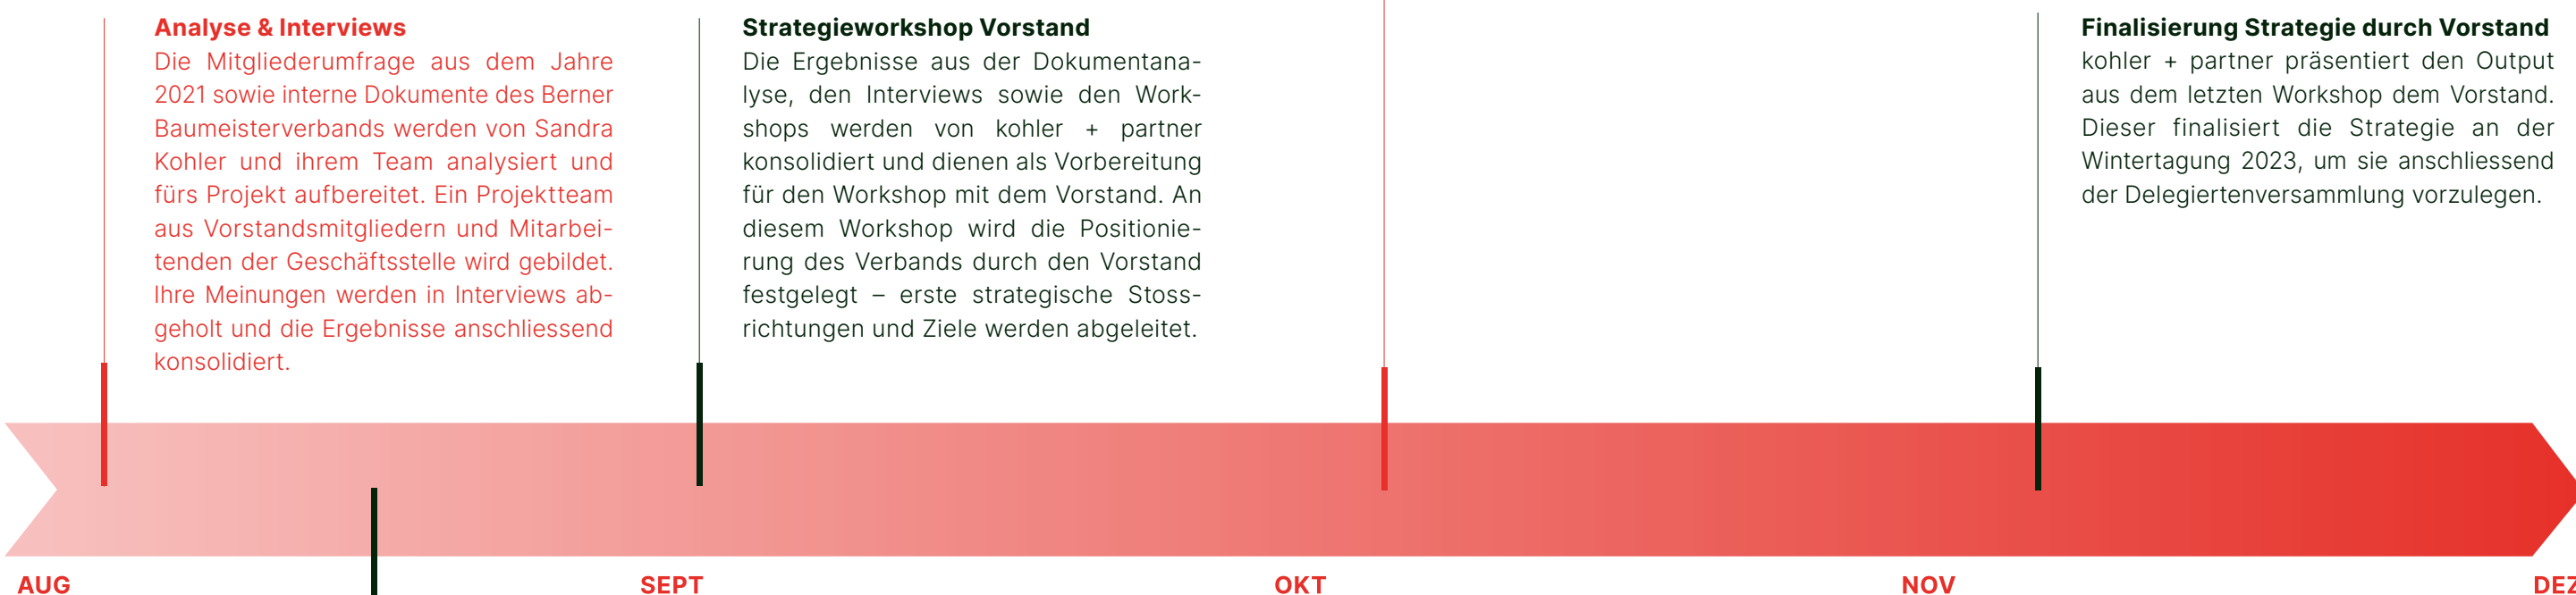 Analyse & Interviews
Die Mitgliederumfrage aus dem Jahre
2021 sowie interne Dokumente des Berner
Baumeisterverbands werden von Sandra
Kohler und ihrem Team analysiert und
fürs Projekt aufbereitet. Ein Projektteam
aus Vorstandsmitgliedern und Mitarbei-
tenden der Geschäftsstelle wird gebildet.
Ihre Meinungen werden in Interviews ab-
geholt und die Ergebnisse anschliessend
konsolidiert.
Strategieworkshop Vorstand
Die Ergebnisse aus der Dokumentana-
lyse, den Interviews sowie den Work-
shops werden von kohler + partner
konsolidiert und dienen als Vorbereitung
für den Workshop mit dem Vorstand. An
diesem Workshop wird die Positionie-
rung des Verbands durch den Vorstand
festgelegt – erste strategische Stoss-
richtungen und Ziele werden abgeleitet.
Finalisierung Strategie durch Vorstand
kohler + partner präsentiert den Output
aus dem letzten Workshop dem Vorstand.
Dieser finalisiert die Strategie an der
Wintertagung 2023, um sie anschliessend
der Delegiertenversammlung vorzulegen.
AUG
SEPT
OKT
NOV
DEZ